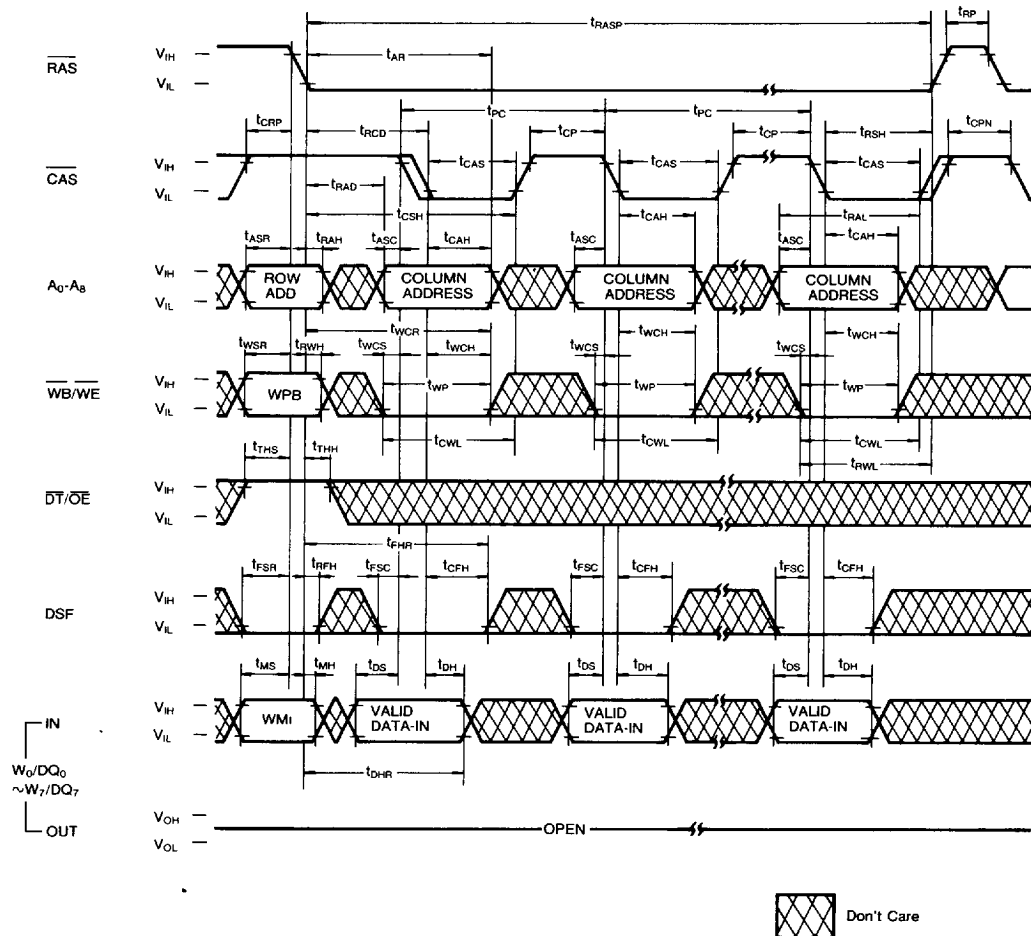 tRASP tRP
RAS VIH VIL tAR
tPC tPC
tCRP tRCD tCP tCP tRSH tCPN
CAS VIH VIL tCAS tCAS tCAS
tRAD
tCSH tCAH tRAL
tASR tRAH tASC tCAH tASC tASC tCAH
A0-A8 VIH VIL ROW ADD COLUMN ADDRESS COLUMN ADDRESS COLUMN ADDRESS
tWCR
tWSR tRWH tWCS tWCH tWCS tWCH tWCS tWCH
WB/WE VIH VIL WPB tWP tWP tWP
tCWL tCWL tCWL
tTHS tTHH tRWL
DT/OE VIH VIL
tFHR
tFSR tRFH tFSC tCFH tFSC tCFH tFSC tCFH
DSF VIH VIL
tMS tMH tDS tDH tDS tDH tDS tDH
IN VIH VIL WMi VALID DATA-IN VALID DATA-IN VALID DATA-IN
tDHR
W0/DQ0
~W7/DQ7
OUT VOH VOL OPEN
Don't Care